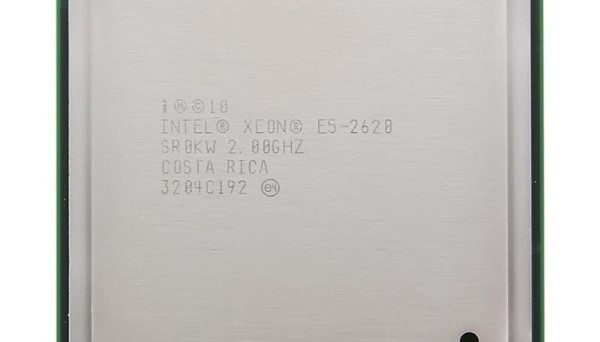 i Ⓜ©10
INTEL® XEON® E5-2620
SR0KW 2.00GHZ
COSTA RICA
3204C192 e4